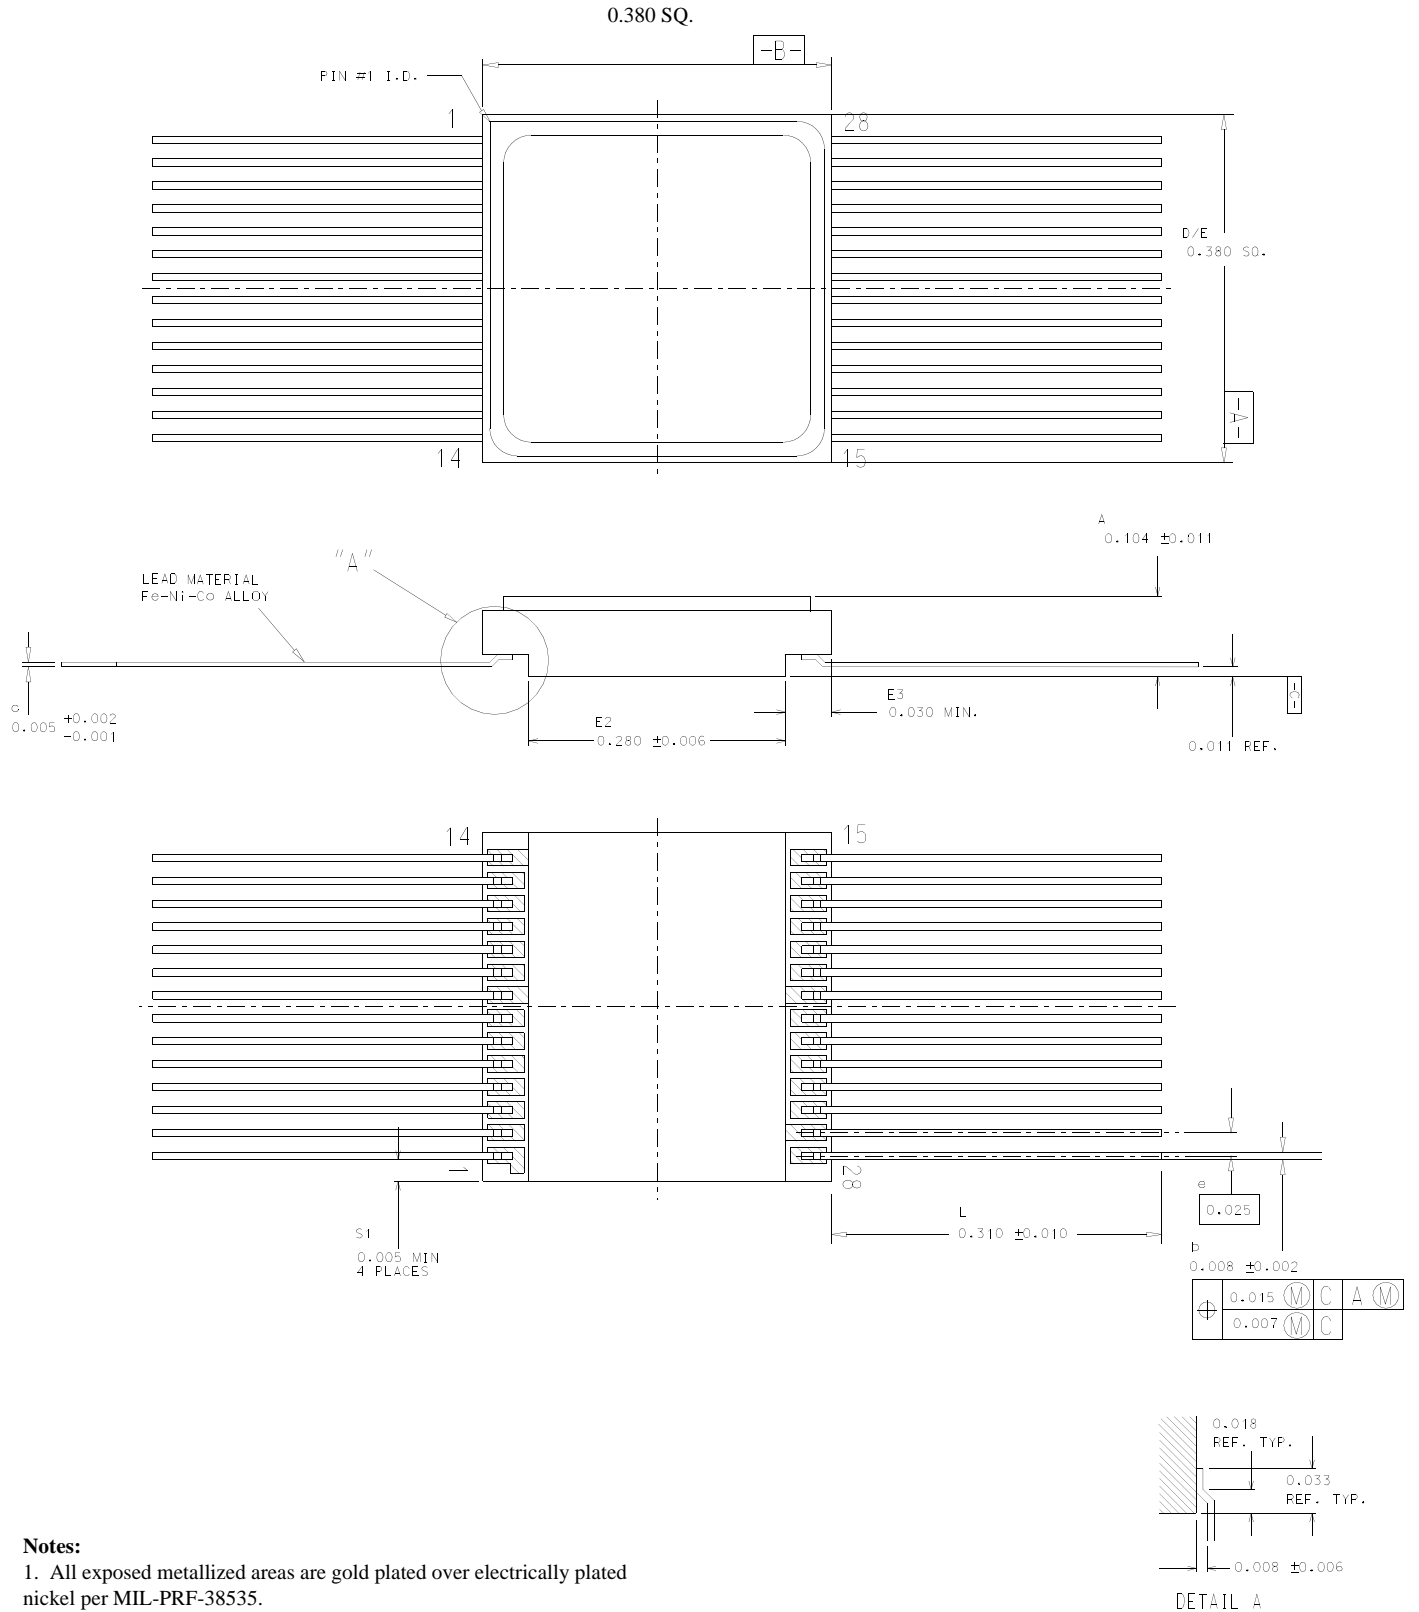 0.380 SQ.
-B-
PIN #1 I.D.
1
28
D/E
0.380 SQ.
-A-
14
15
A
0.104 ±0.011
"A"
LEAD MATERIAL
Fe-Ni-Co ALLOY
c
0.005 +0.002
-0.001
E3
0.030 MIN.
E2
0.280 ±0.006
-C-
0.011 REF.
14
15
1
28
e
0.025
S1
0.005 MIN
4 PLACES
L
0.310 ±0.010
b
0.008 ±0.002
⌖ 0.015 Ⓜ C A Ⓜ
0.007 Ⓜ C
0.018
REF. TYP.
0.033
REF. TYP.
0.008 ±0.006
DETAIL A
Notes:
1. All exposed metallized areas are gold plated over electrically plated
nickel per MIL-PRF-38535.